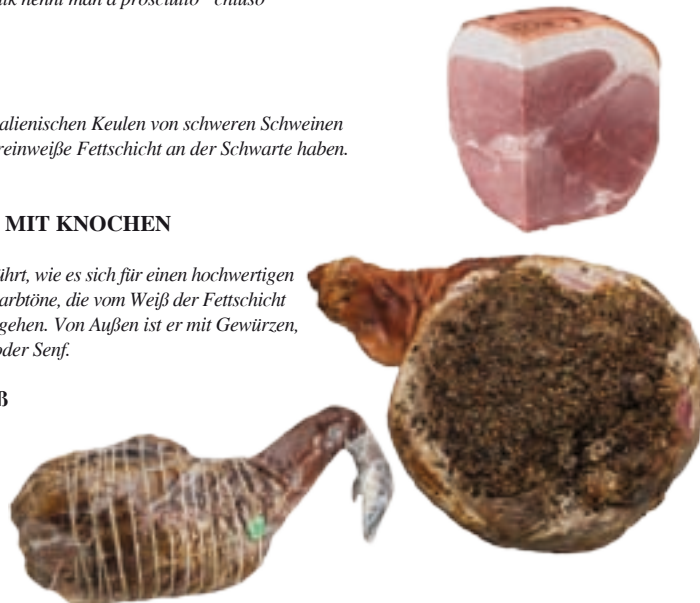 nennt man a prosciutto "chiuso"
alienischen Keulen von schweren Schweinen
reinweiße Fettschicht an der Schwarte haben.
MIT KNOCHEN
ührt, wie es sich für einen hochwertigen
arbtöne, die vom Weiß der Fettschicht
gehen. Von Außen ist er mit Gewürzen,
oder Senf.
ß